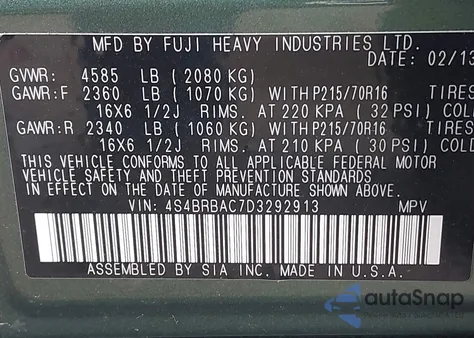 MFD BY FUJI HEAVY INDUSTRIES LTD.
DATE: 02/13
GVWR: 4585 LB (2080 KG)
GAWR:F 2360 LB (1070 KG) WITH P215/70R16 TIRES
16X6 1/2J RIMS. AT 220 KPA (32 PSI) COLD
GAWR:R 2340 LB (1060 KG) WITH P215/70R16 TIRES
16X6 1/2J RIMS. AT 210 KPA (30 PSI) COLD
THIS VEHICLE CONFORMS TO ALL APPLICABLE FEDERAL MOTOR
VEHICLE SAFETY AND THEFT PREVENTION STANDARDS
IN EFFECT ON THE DATE OF MANUFACTURE SHOWN ABOVE.
VIN: 4S4BRBAC7D3292913 MPV
ASSEMBLED BY SIA INC. MADE IN U.S.A.
autoSnap